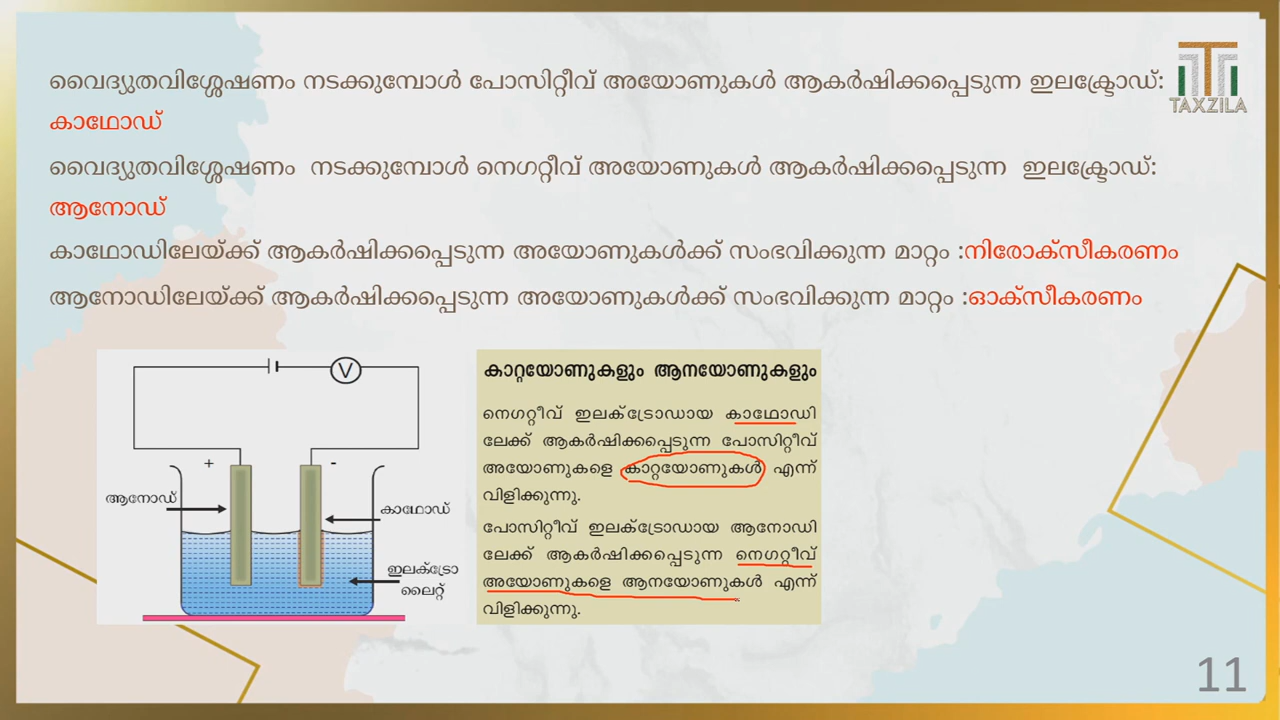 വൈദ്യുതവിശ്ലേഷണം നടക്കുമ്പോൾ പോസിറ്റീവ് അയോണുകൾ ആകർഷിക്കപ്പെടുന്ന ഇലക്ട്രോഡ്:
കാഥോഡ്
വൈദ്യുതവിശ്ലേഷണം നടക്കുമ്പോൾ നെഗറ്റീവ് അയോണുകൾ ആകർഷിക്കപ്പെടുന്ന ഇലക്ട്രോഡ്:
ആനോഡ്
കാഥോഡിലേയ്ക്ക് ആകർഷിക്കപ്പെടുന്ന അയോണുകൾക്ക് സംഭവിക്കുന്ന മാറ്റം :നിരോക്സീകരണം
ആനോഡിലേയ്ക്ക് ആകർഷിക്കപ്പെടുന്ന അയോണുകൾക്ക് സംഭവിക്കുന്ന മാറ്റം :ഓക്സീകരണം
TAXZILA
V
+ -
ആനോഡ്
കാഥോഡ്
ഇലക്ട്രോ
ലൈറ്റ്
കാറ്റയോണുകളും ആനയോണുകളും
നെഗറ്റീവ് ഇലക്ട്രോഡായ കാഥോഡി
ലേക്ക് ആകർഷിക്കപ്പെടുന്ന പോസിറ്റീവ്
അയോണുകളെ കാറ്റയോണുകൾ എന്ന്
വിളിക്കുന്നു.
പോസിറ്റീവ് ഇലക്ട്രോഡായ ആനോഡി
ലേക്ക് ആകർഷിക്കപ്പെടുന്ന നെഗറ്റീവ്
അയോണുകളെ ആനയോണുകൾ എന്ന്
വിളിക്കുന്നു.
11